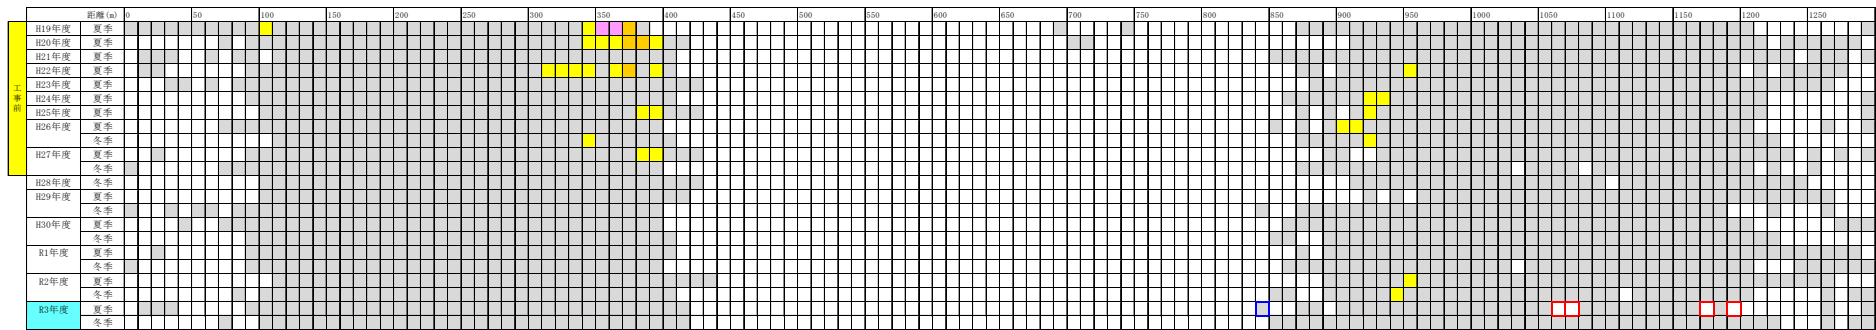 距離(m) 0 50 100 150 200 250 300 350 400 450 500 550 600 650 700 750 800 850 900 950 1000 1050 1100 1150 1200 1250
工事前
H19年度 夏季
H20年度 夏季
H21年度 夏季
H22年度 夏季
H23年度 夏季
H24年度 夏季
H25年度 夏季
H26年度 夏季
冬季
H27年度 夏季
冬季
H28年度 冬季
H29年度 夏季
冬季
H30年度 夏季
冬季
R1年度 夏季
冬季
R2年度 夏季
冬季
R3年度 夏季
冬季